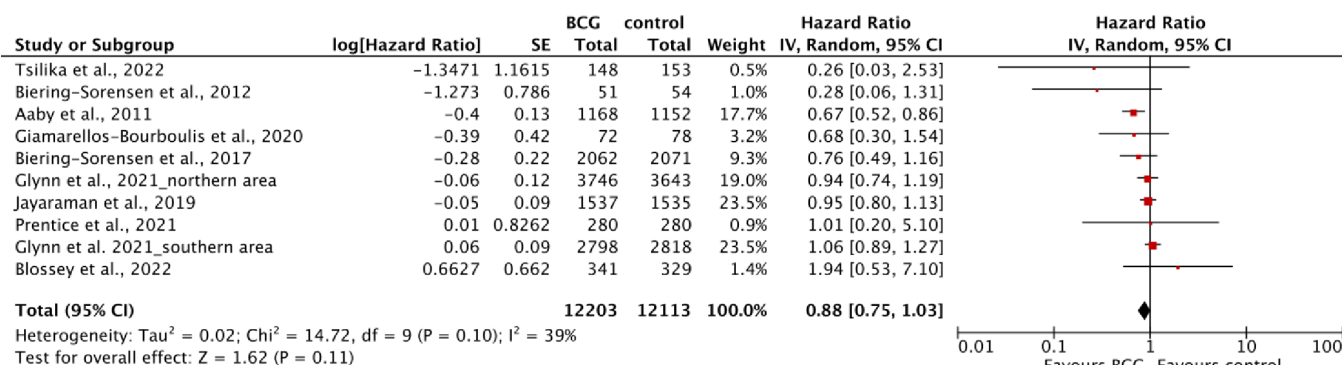 BCG control Hazard Ratio Hazard Ratio
Study or Subgroup log[Hazard Ratio] SE Total Total Weight IV, Random, 95% CI IV, Random, 95% CI
Tsilika et al., 2022 −1.3471 1.1615 148 153 0.5% 0.26 [0.03, 2.53]
Biering−Sorensen et al., 2012 −1.273 0.786 51 54 1.0% 0.28 [0.06, 1.31]
Aaby et al., 2011 −0.4 0.13 1168 1152 17.7% 0.67 [0.52, 0.86]
Giamarellos−Bourboulis et al., 2020 −0.39 0.42 72 78 3.2% 0.68 [0.30, 1.54]
Biering−Sorensen et al., 2017 −0.28 0.22 2062 2071 9.3% 0.76 [0.49, 1.16]
Glynn et al., 2021_northern area −0.06 0.12 3746 3643 19.0% 0.94 [0.74, 1.19]
Jayaraman et al., 2019 −0.05 0.09 1537 1535 23.5% 0.95 [0.80, 1.13]
Prentice et al., 2021 0.01 0.8262 280 280 0.9% 1.01 [0.20, 5.10]
Glynn et al. 2021_southern area 0.06 0.09 2798 2818 23.5% 1.06 [0.89, 1.27]
Blossey et al., 2022 0.6627 0.662 341 329 1.4% 1.94 [0.53, 7.10]
Total (95% CI) 12203 12113 100.0% 0.88 [0.75, 1.03]
Heterogeneity: Tau² = 0.02; Chi² = 14.72, df = 9 (P = 0.10); I² = 39%
Test for overall effect: Z = 1.62 (P = 0.11)
0.01 0.1 1 10 100
Favours BCG Favours control